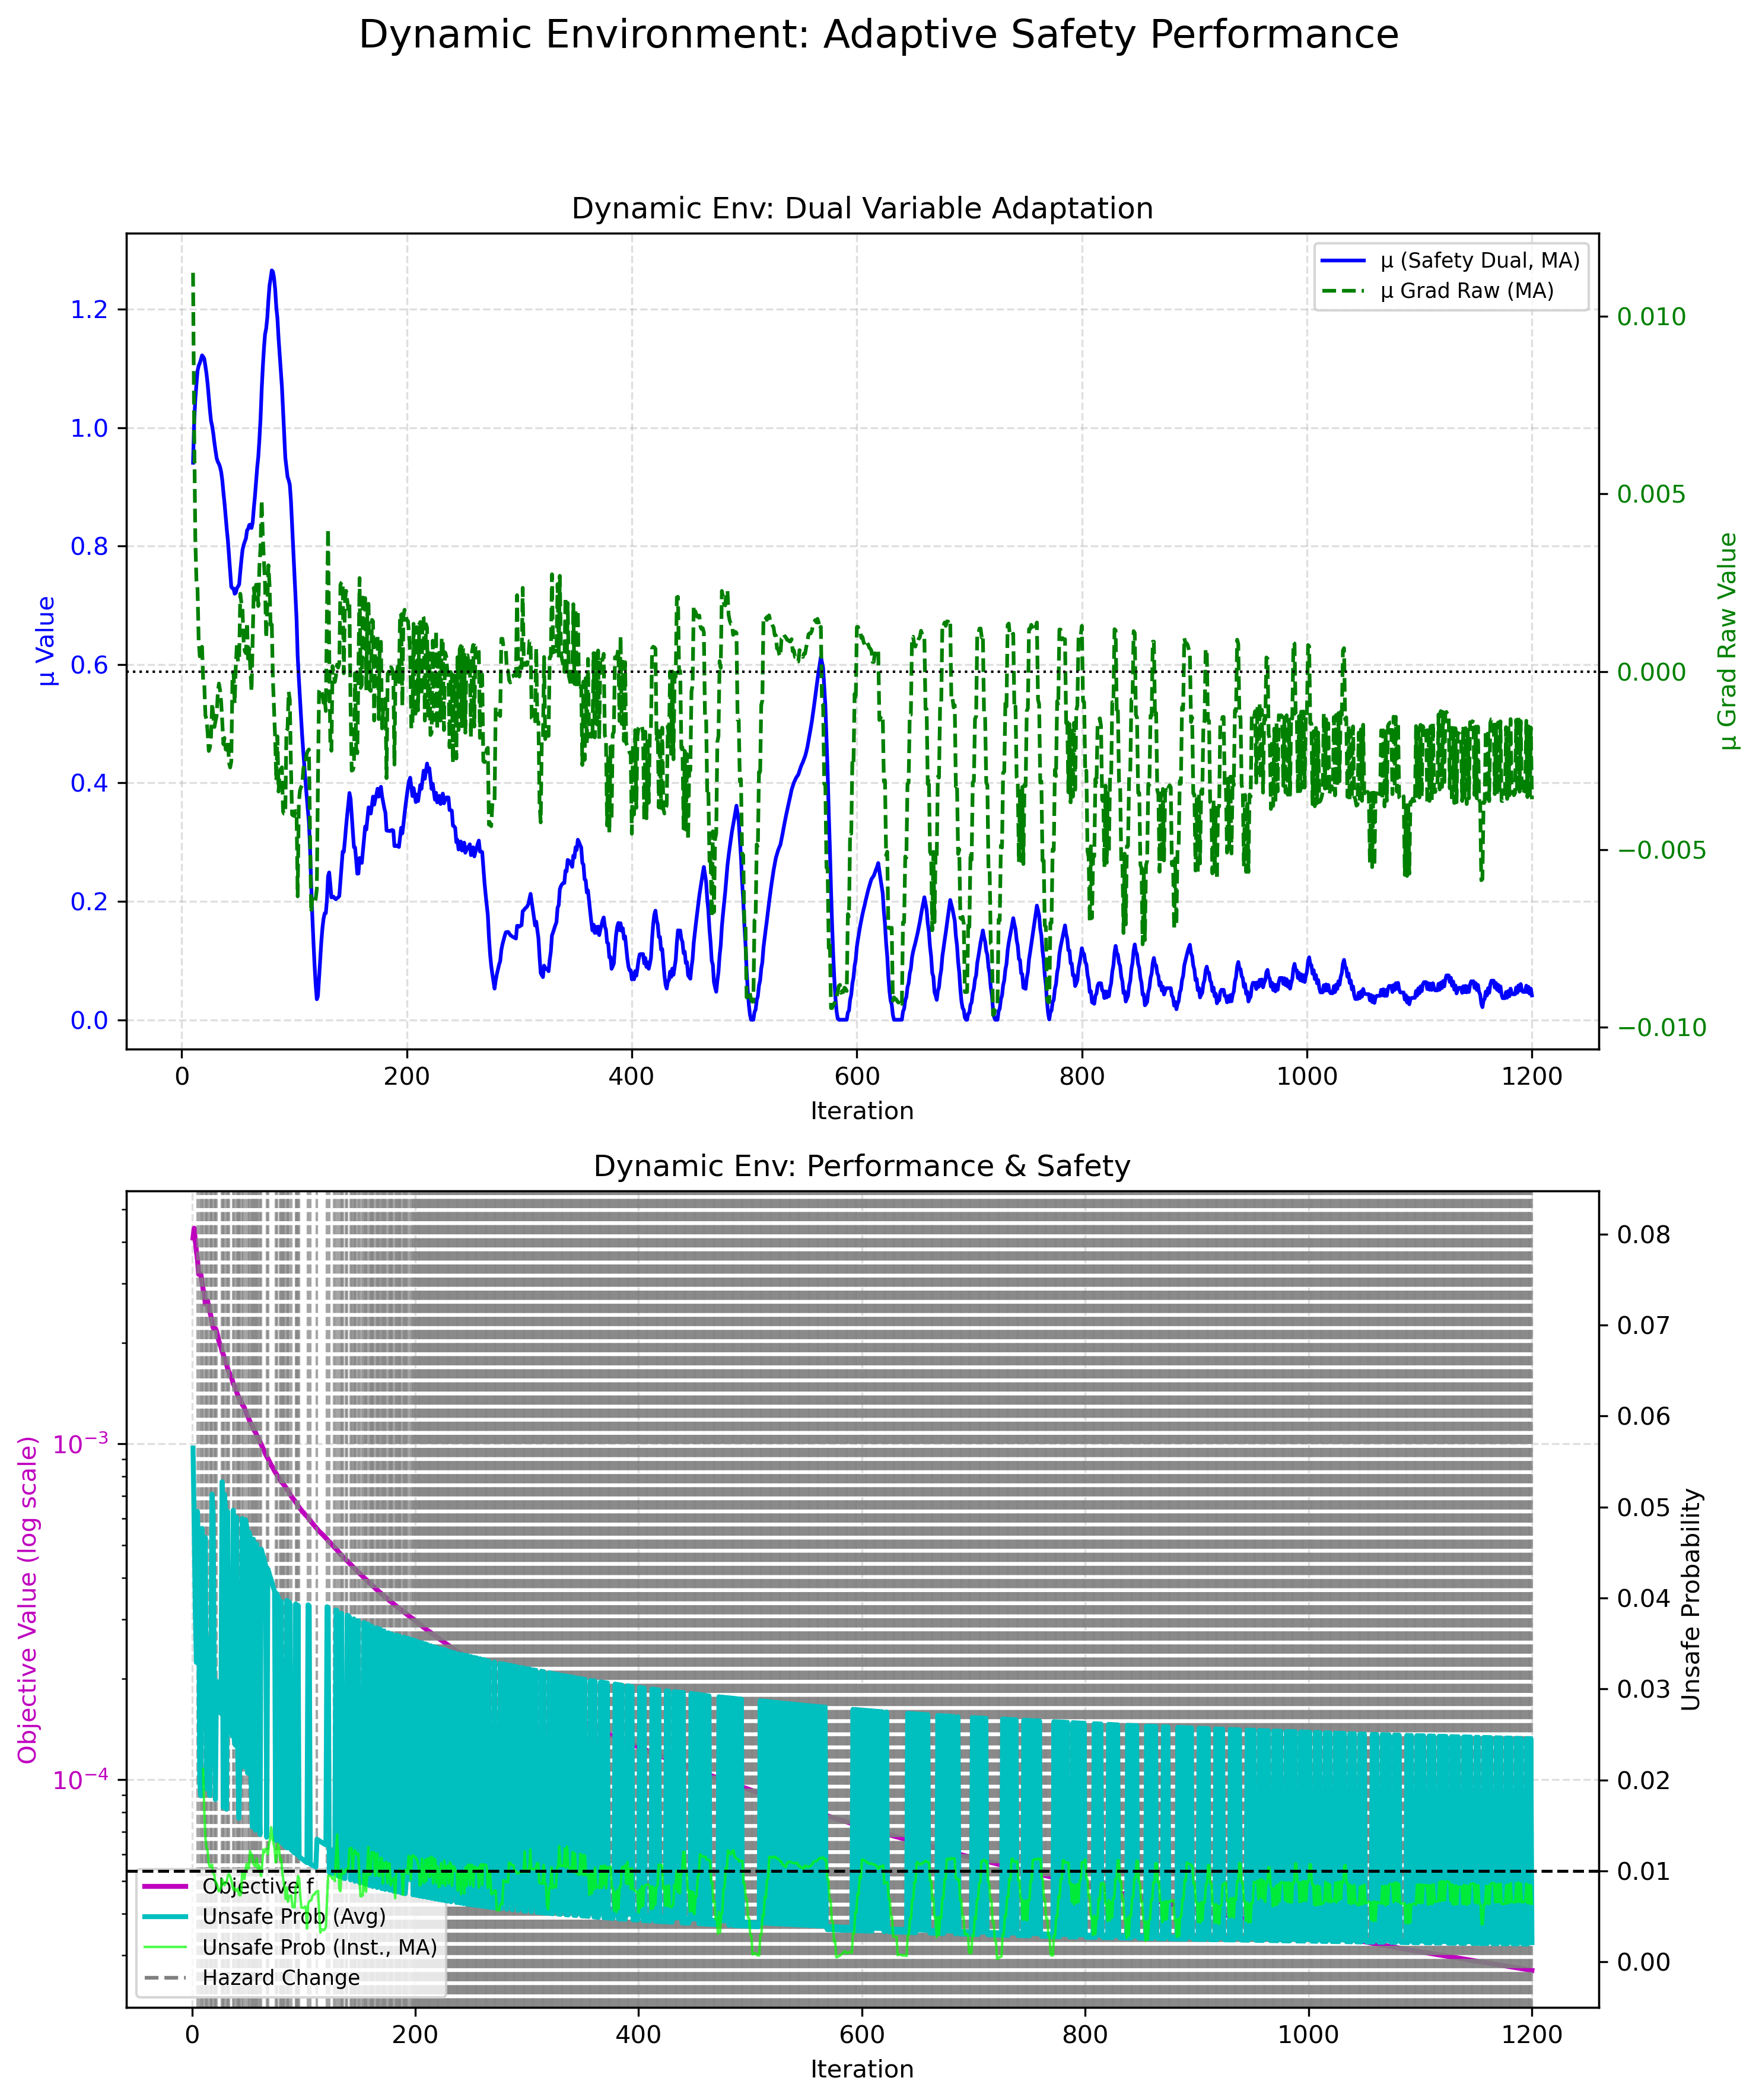 Dynamic Environment: Adaptive Safety Performance
Dynamic Env: Dual Variable Adaptation
μ Value
1.2
1.0
0.8
0.6
0.4
0.2
0.0
μ (Safety Dual, MA)
μ Grad Raw (MA)
0.010
0.005
0.000
−0.005
−0.010
μ Grad Raw Value
0 200 400 600 800 1000 1200
Iteration
Dynamic Env: Performance & Safety
Objective Value (log scale)
10⁻³
10⁻⁴
0.08
0.07
0.06
0.05
0.04
0.03
0.02
0.01
0.00
Unsafe Probability
Objective f
Unsafe Prob (Avg)
Unsafe Prob (Inst., MA)
Hazard Change
0 200 400 600 800 1000 1200
Iteration